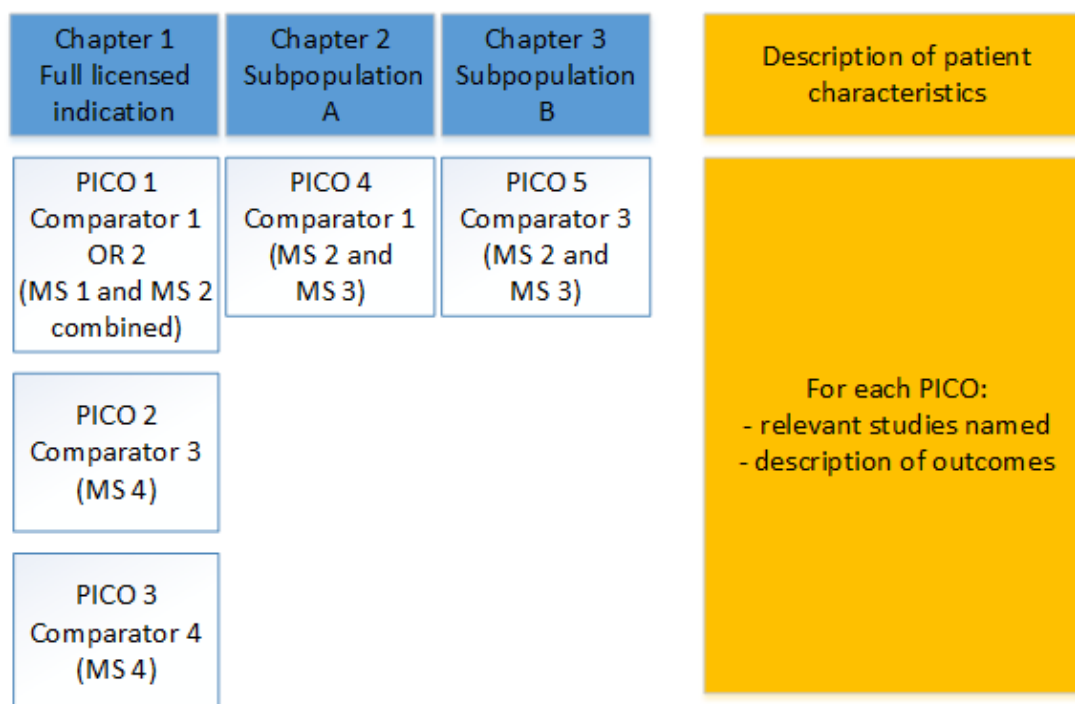 Chapter 1
Full licensed
indication
Chapter 2
Subpopulation
A
Chapter 3
Subpopulation
B
Description of patient
characteristics
PICO 1
Comparator 1
OR 2
(MS 1 and MS 2
combined)
PICO 4
Comparator 1
(MS 2 and
MS 3)
PICO 5
Comparator 3
(MS 2 and
MS 3)
For each PICO:
- relevant studies named
- description of outcomes
PICO 2
Comparator 3
(MS 4)
PICO 3
Comparator 4
(MS 4)